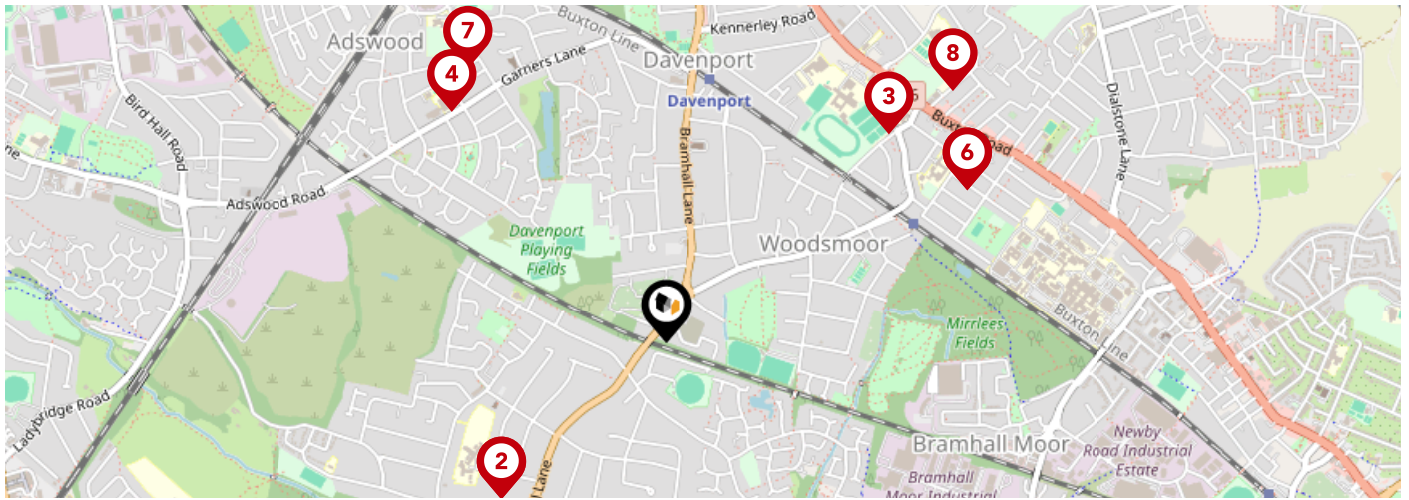 Adswood
7
4
Garners Lane
Buxton Line
Kennerley Road
Davenport
Davenport
8
3
6
Bird Hall Road
Dialstone Lane
Bramhall Lane
Adswood Road
Woodsmoor
Davenport
Playing
Fields
Mirrlees
Fields
Buxton Line
Ladybridge Road
2
Lane
Bramhall Moor
Newby
Road Industrial
Estate
Bramhall
Moor Industrial